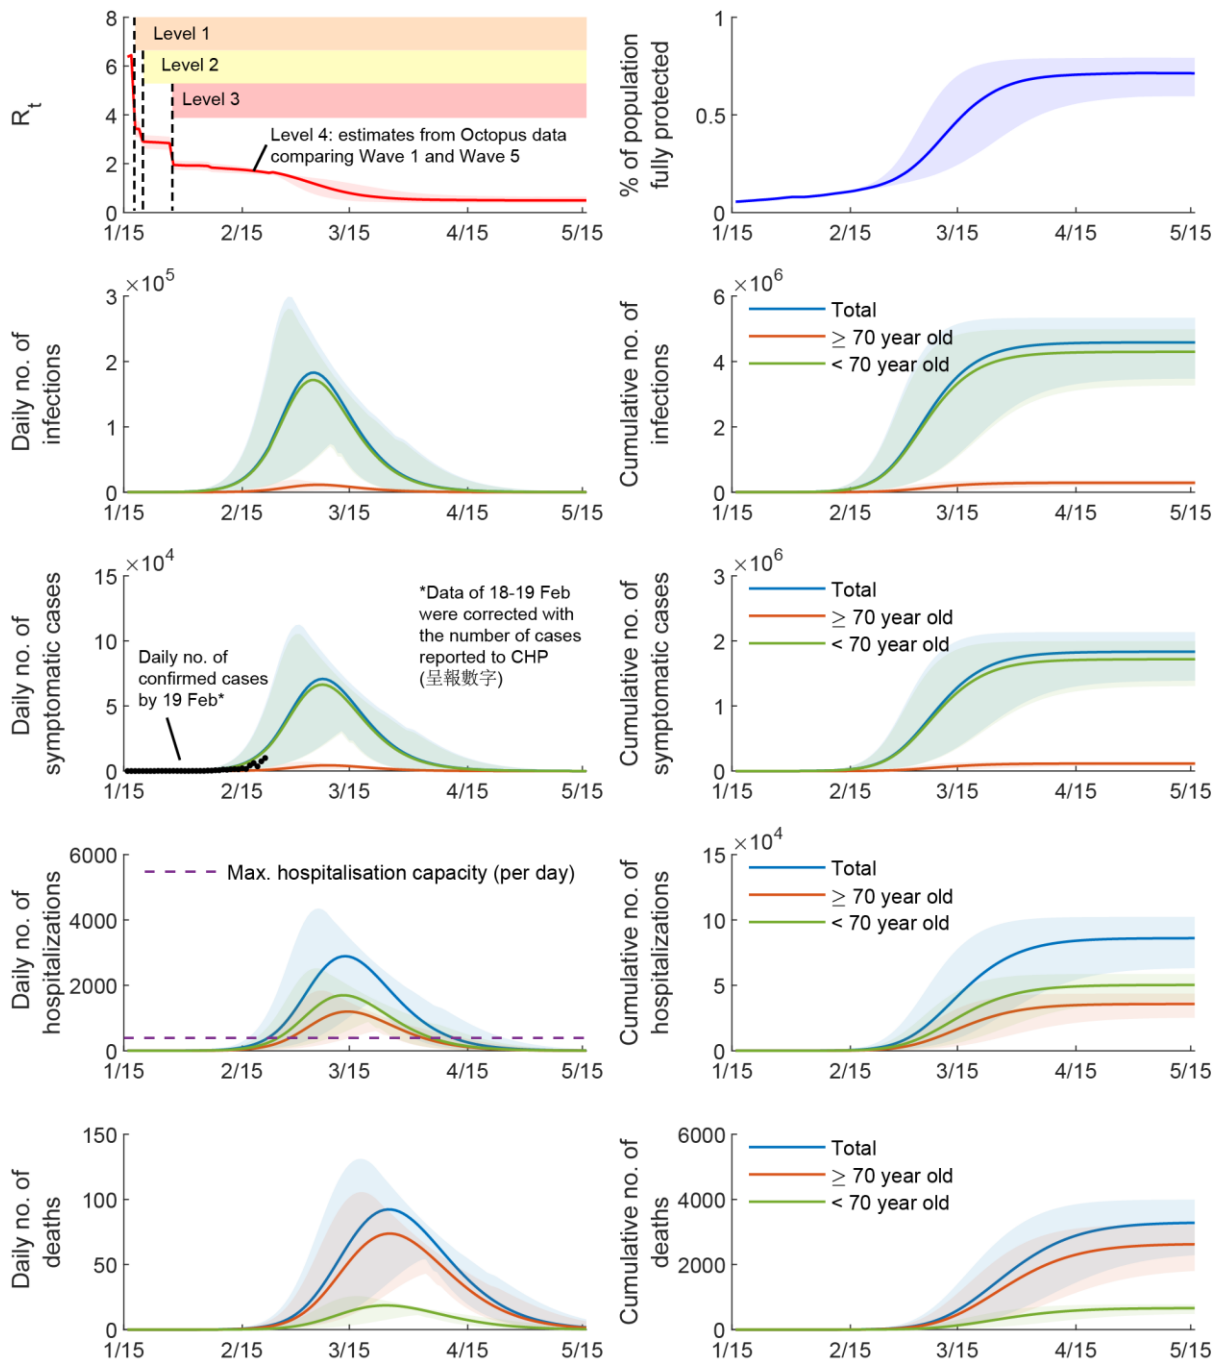 R_t
8
6
4
2
0
Level 1
Level 2
Level 3
Level 4: estimates from Octopus data
comparing Wave 1 and Wave 5
1/15
2/15
3/15
4/15
5/15
% of population
fully protected
1
0.5
0
1/15
2/15
3/15
4/15
5/15
Daily no. of
infections
×10^5
3
2
1
0
1/15
2/15
3/15
4/15
5/15
Cumulative no. of
infections
×10^6
6
4
2
0
Total
≥ 70 year old
< 70 year old
1/15
2/15
3/15
4/15
5/15
Daily no. of
symptomatic cases
×10^4
15
10
5
0
Daily no. of
confirmed cases
by 19 Feb*
*Data of 18-19 Feb
were corrected with
the number of cases
reported to CHP
(呈報數字)
1/15
2/15
3/15
4/15
5/15
Cumulative no. of
symptomatic cases
×10^6
3
2
1
0
Total
≥ 70 year old
< 70 year old
1/15
2/15
3/15
4/15
5/15
Daily no. of
hospitalizations
6000
4000
2000
0
Max. hospitalisation capacity (per day)
1/15
2/15
3/15
4/15
5/15
Cumulative no. of
hospitalizations
×10^4
15
10
5
0
Total
≥ 70 year old
< 70 year old
1/15
2/15
3/15
4/15
5/15
Daily no. of
deaths
150
100
50
0
1/15
2/15
3/15
4/15
5/15
Cumulative no. of
deaths
6000
4000
2000
0
Total
≥ 70 year old
< 70 year old
1/15
2/15
3/15
4/15
5/15